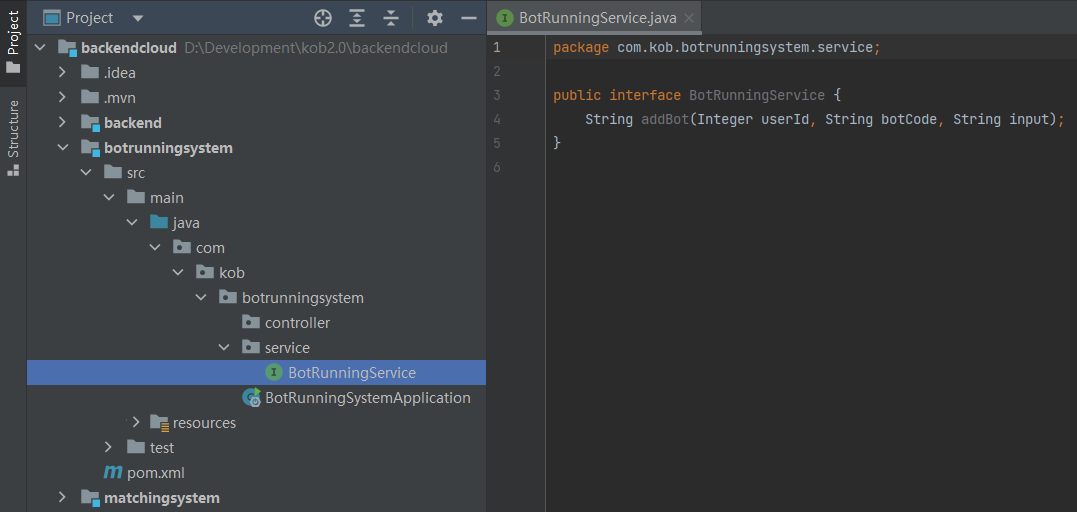 Project
Structure
Project
backendcloud D:\Development\kob2.0\backendcloud
.idea
.mvn
backend
botrunningsystem
src
main
java
com
kob
botrunningsystem
controller
service
BotRunningService
BotRunningSystemApplication
resources
test
pom.xml
matchingsystem
BotRunningService.java
1 package com.kob.botrunningsystem.service;
2
3 public interface BotRunningService {
4 String addBot(Integer userId, String botCode, String input);
5 }
6